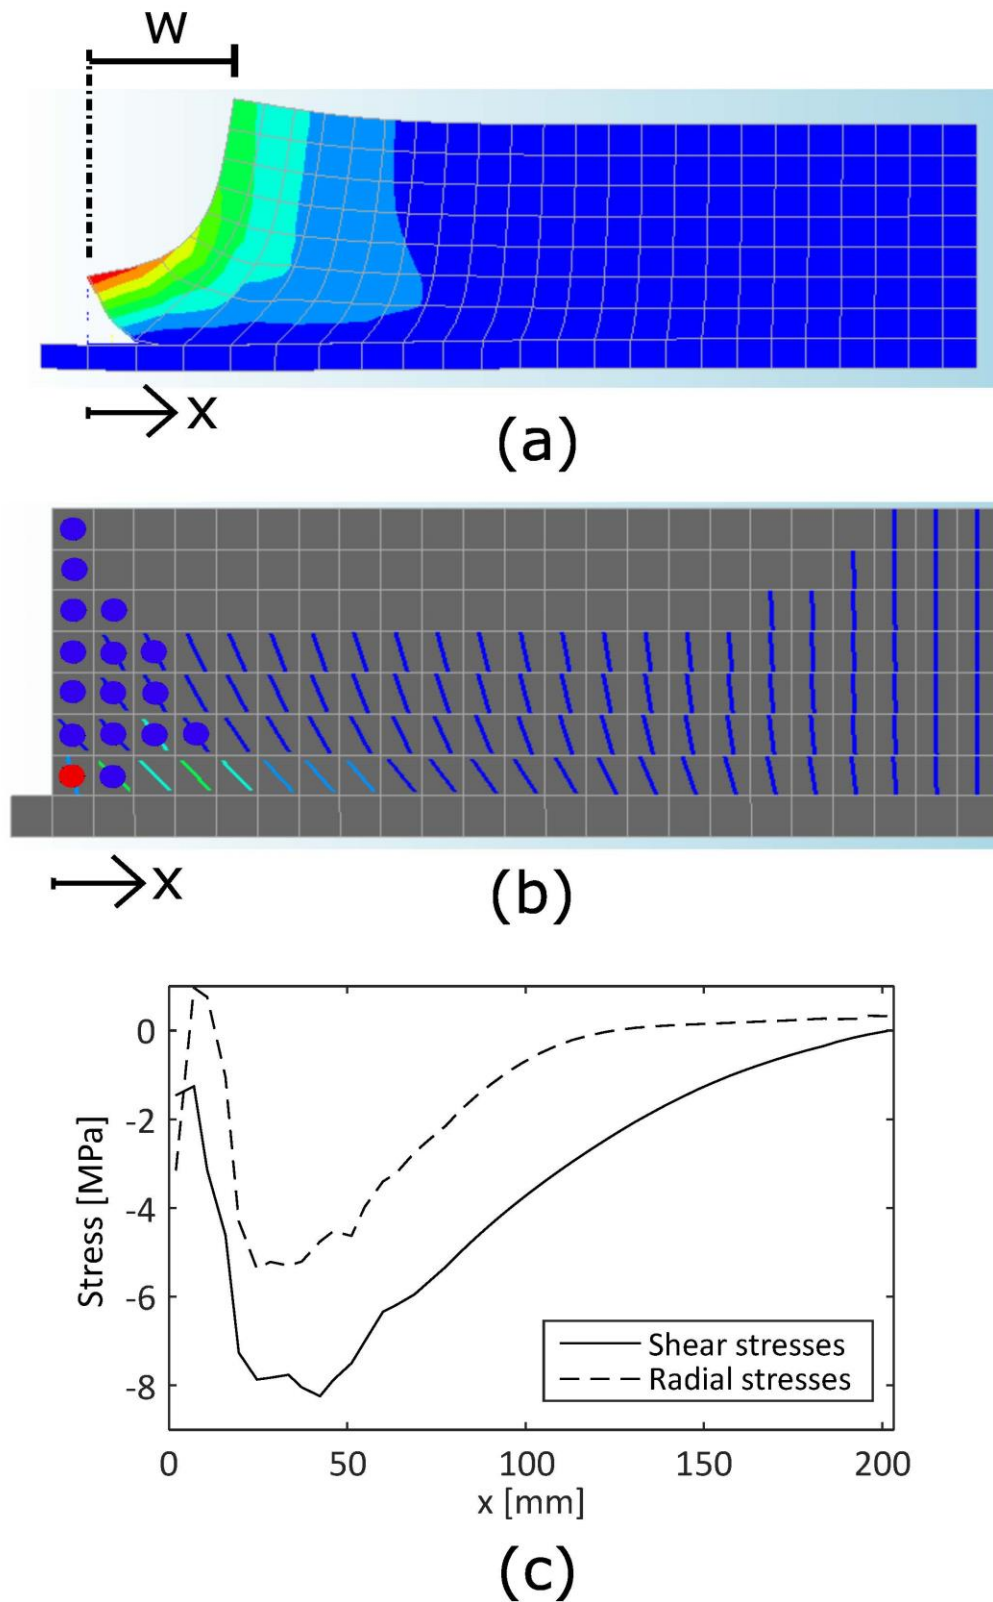 w
x
(a)
x
(b)
0
-2
-4
-6
-8
Stress [MPa]
Shear stresses
Radial stresses
0 50 100 150 200
x [mm]
(c)